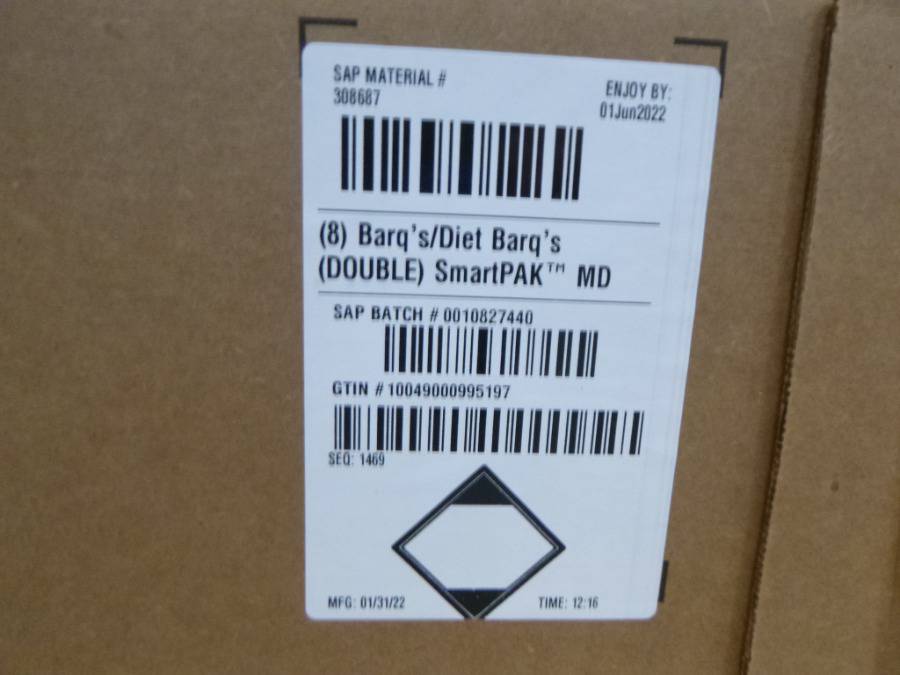 SAP MATERIAL #
308687
ENJOY BY:
01Jun2022
(8) Barq's/Diet Barq's
(DOUBLE) SmartPAK™ MD
SAP BATCH # 0010827440
GTIN # 10049000995197
SEQ: 1469
MFG: 01/31/22
TIME: 12:16